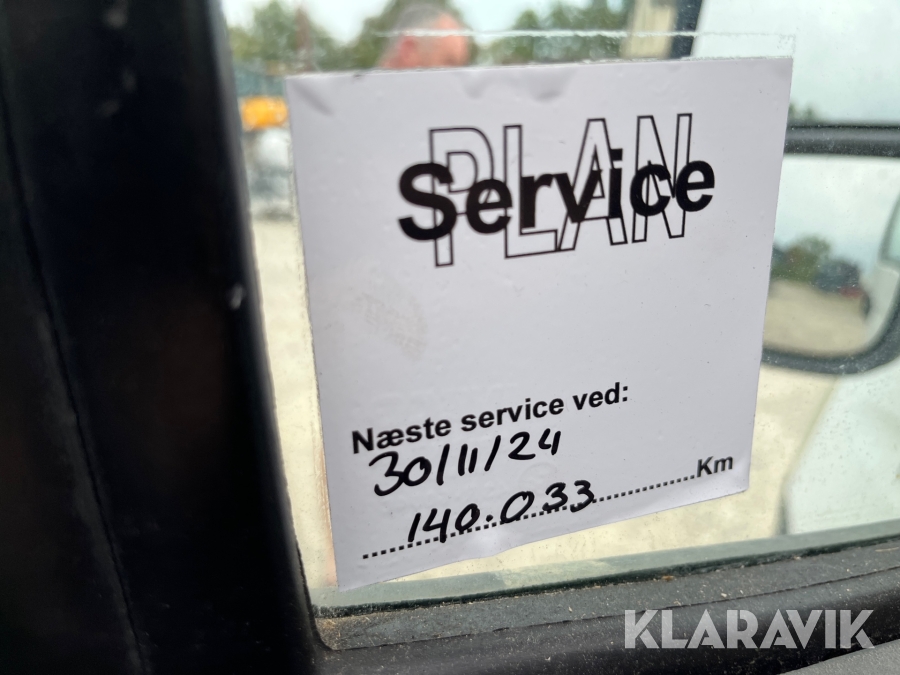 PLAN
Service
Næste service ved:
30/11/24
140.033 Km
KLARAVIK